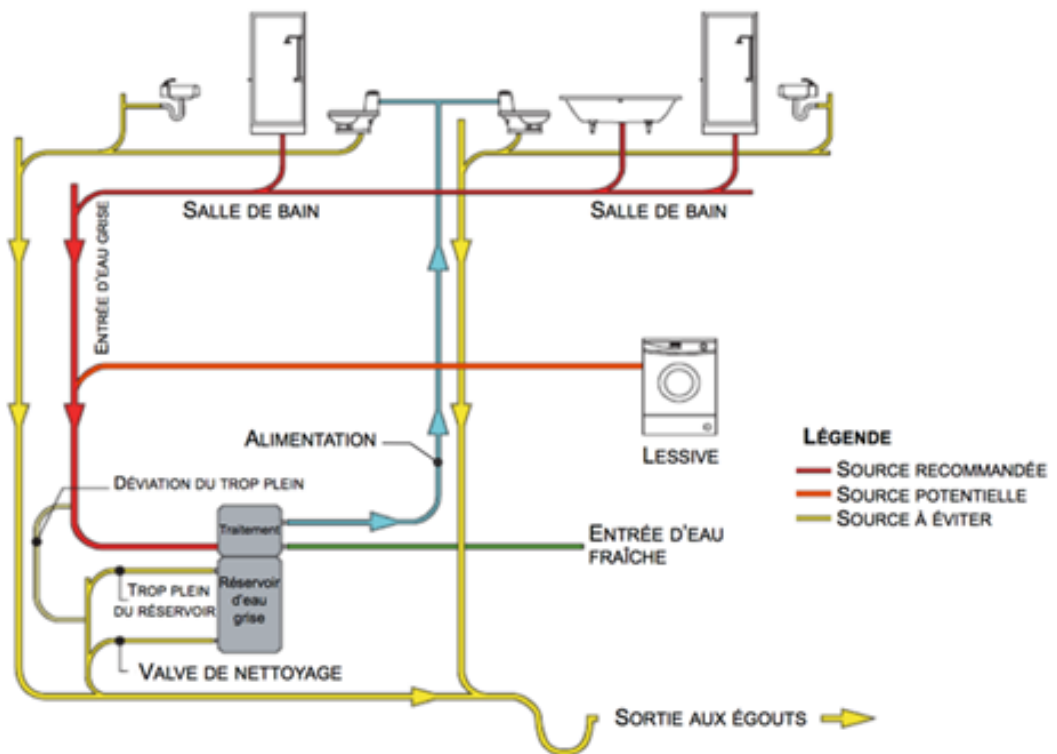 SALLE DE BAIN
SALLE DE BAIN
ENTRÉE D'EAU GRISE
ALIMENTATION
LESSIVE
LÉGENDE
SOURCE RECOMMANDÉE
SOURCE POTENTIELLE
SOURCE À ÉVITER
DÉVIATION DU TROP PLEIN
Traitement
ENTRÉE D'EAU
FRAÎCHE
TROP PLEIN
DU RÉSERVOIR
Réservoir
d'eau
grise
VALVE DE NETTOYAGE
SORTIE AUX ÉGOUTS